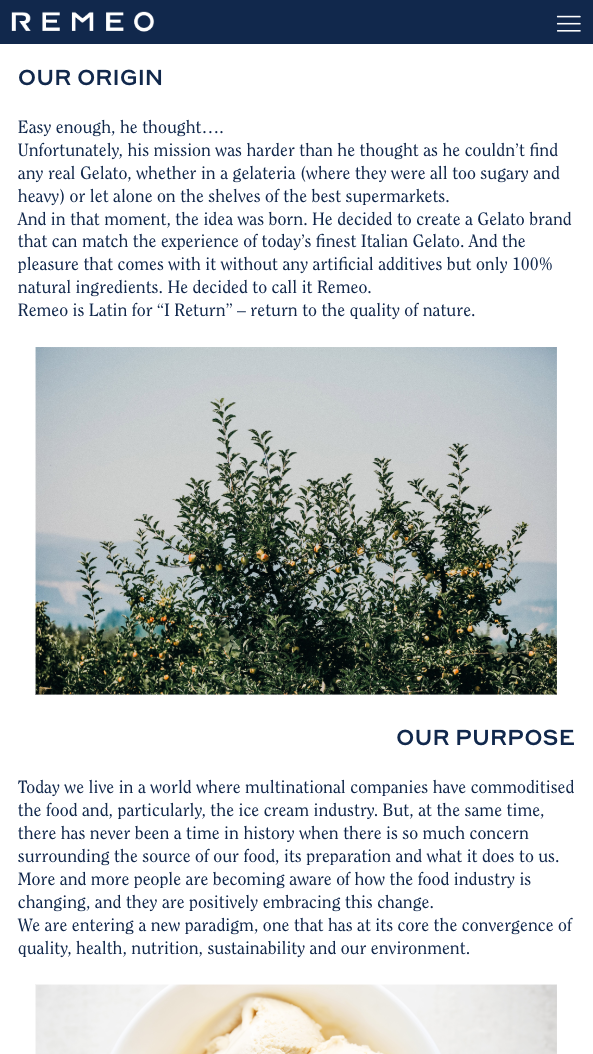 REMEO
OUR ORIGIN
Easy enough, he thought….
Unfortunately, his mission was harder than he thought as he couldn’t find
any real Gelato, whether in a gelateria (where they were all too sugary and
heavy) or let alone on the shelves of the best supermarkets.
And in that moment, the idea was born. He decided to create a Gelato brand
that can match the experience of today’s finest Italian Gelato. And the
pleasure that comes with it without any artificial additives but only 100%
natural ingredients. He decided to call it Remeo.
Remeo is Latin for “I Return” – return to the quality of nature.
OUR PURPOSE
Today we live in a world where multinational companies have commoditised
the food and, particularly, the ice cream industry. But, at the same time,
there has never been a time in history when there is so much concern
surrounding the source of our food, its preparation and what it does to us.
More and more people are becoming aware of how the food industry is
changing, and they are positively embracing this change.
We are entering a new paradigm, one that has at its core the convergence of
quality, health, nutrition, sustainability and our environment.